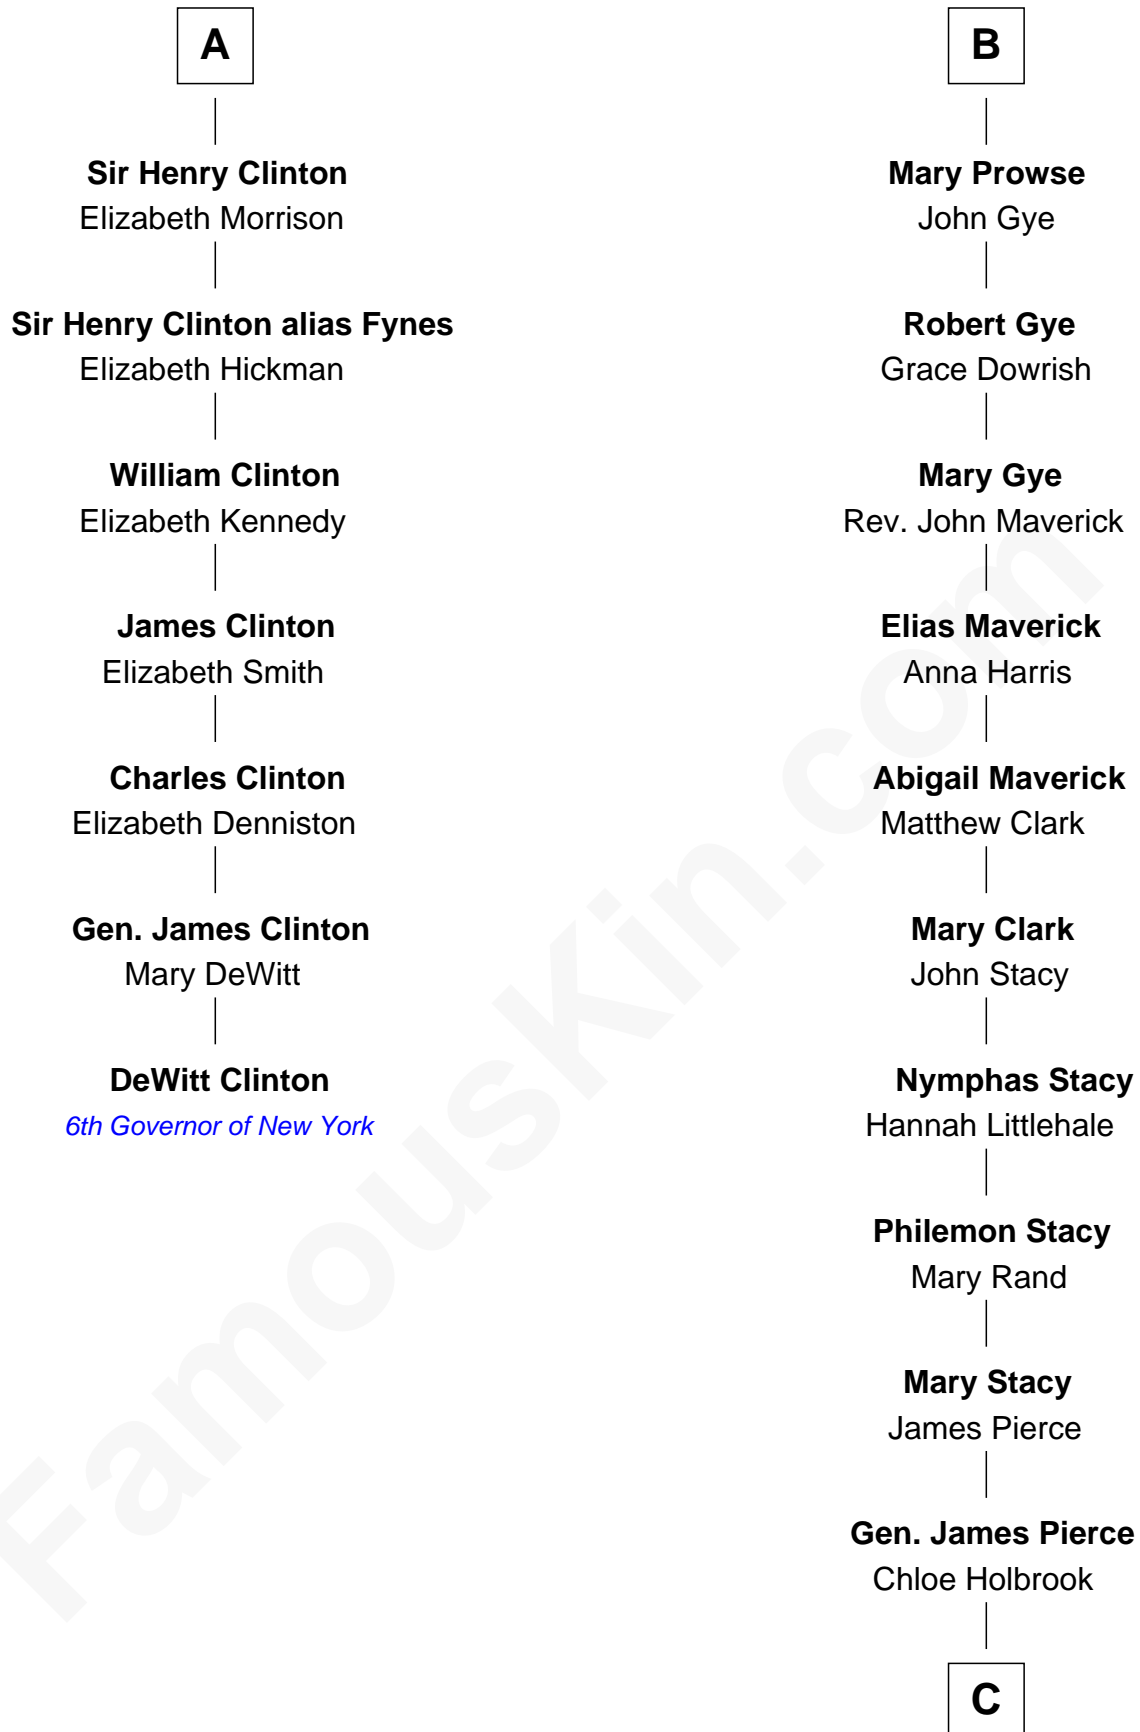 A
Sir Henry Clinton
Elizabeth Morrison
Sir Henry Clinton alias Fynes
Elizabeth Hickman
William Clinton
Elizabeth Kennedy
James Clinton
Elizabeth Smith
Charles Clinton
Elizabeth Denniston
Gen. James Clinton
Mary DeWitt
DeWitt Clinton
6th Governor of New York
B
Mary Prowse
John Gye
Robert Gye
Grace Dowrish
Mary Gye
Rev. John Maverick
Elias Maverick
Anna Harris
Abigail Maverick
Matthew Clark
Mary Clark
John Stacy
Nymphas Stacy
Hannah Littlehale
Philemon Stacy
Mary Rand
Mary Stacy
James Pierce
Gen. James Pierce
Chloe Holbrook
C
FamousKin.com